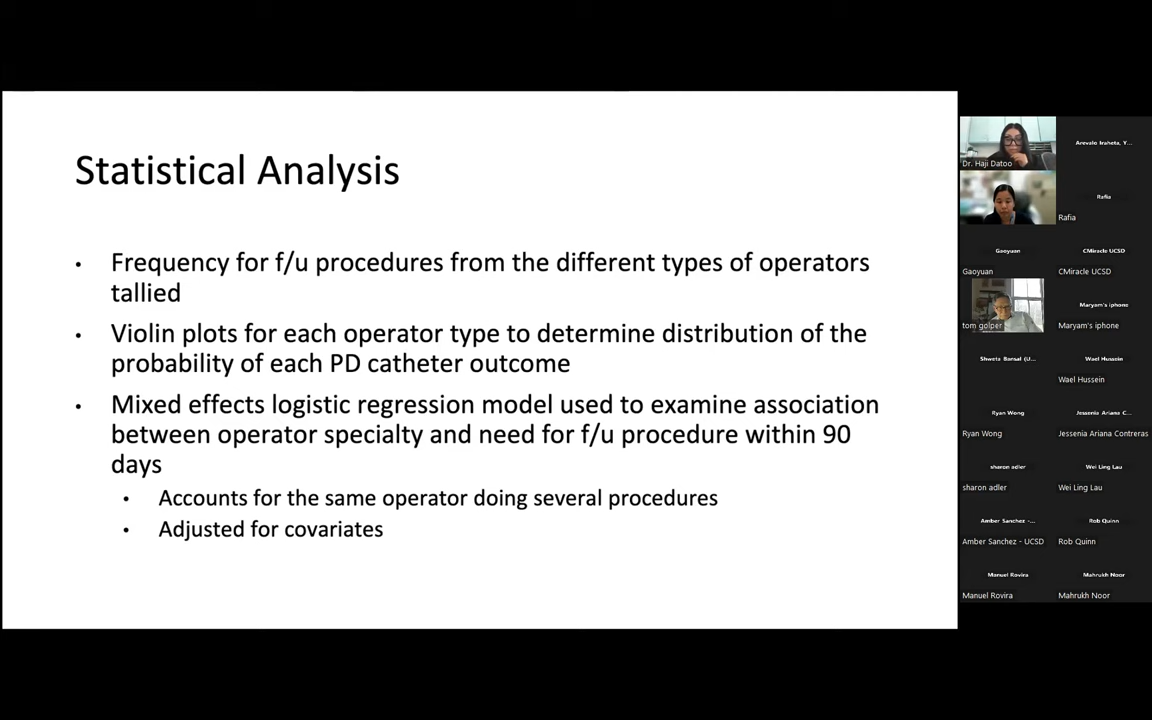 Statistical Analysis
• Frequency for f/u procedures from the different types of operators
tallied
• Violin plots for each operator type to determine distribution of the
probability of each PD catheter outcome
• Mixed effects logistic regression model used to examine association
between operator specialty and need for f/u procedure within 90
days
• Accounts for the same operator doing several procedures
• Adjusted for covariates
Dr. Haji Datoo
Arevalo Iraheta, Y...
Rafia
Rafia
Gaoyuan
Gaoyuan
CMiracle UCSD
CMiracle UCSD
tom golper
Maryam's iphone
Maryam's iphone
Shweta Bansal (U...
Wael Hussein
Wael Hussein
Ryan Wong
Ryan Wong
Jessenia Ariana C...
Jessenia Ariana Contreras
sharon adler
sharon adler
Wei Ling Lau
Wei Ling Lau
Amber Sanchez -...
Amber Sanchez - UCSD
Rob Quinn
Rob Quinn
Manuel Rovira
Manuel Rovira
Mahrukh Noor
Mahrukh Noor